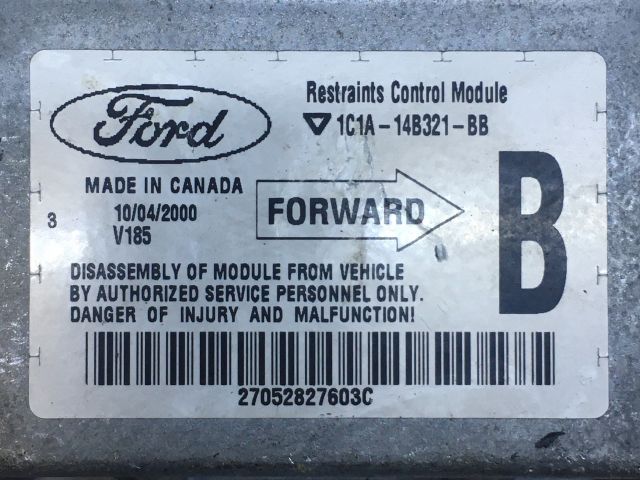 Ford
Restraints Control Module
1C1A-14B321-BB
MADE IN CANADA
10/04/2000
3
V185
FORWARD
B
DISASSEMBLY OF MODULE FROM VEHICLE
BY AUTHORIZED SERVICE PERSONNEL ONLY.
DANGER OF INJURY AND MALFUNCTION!
27052827603C